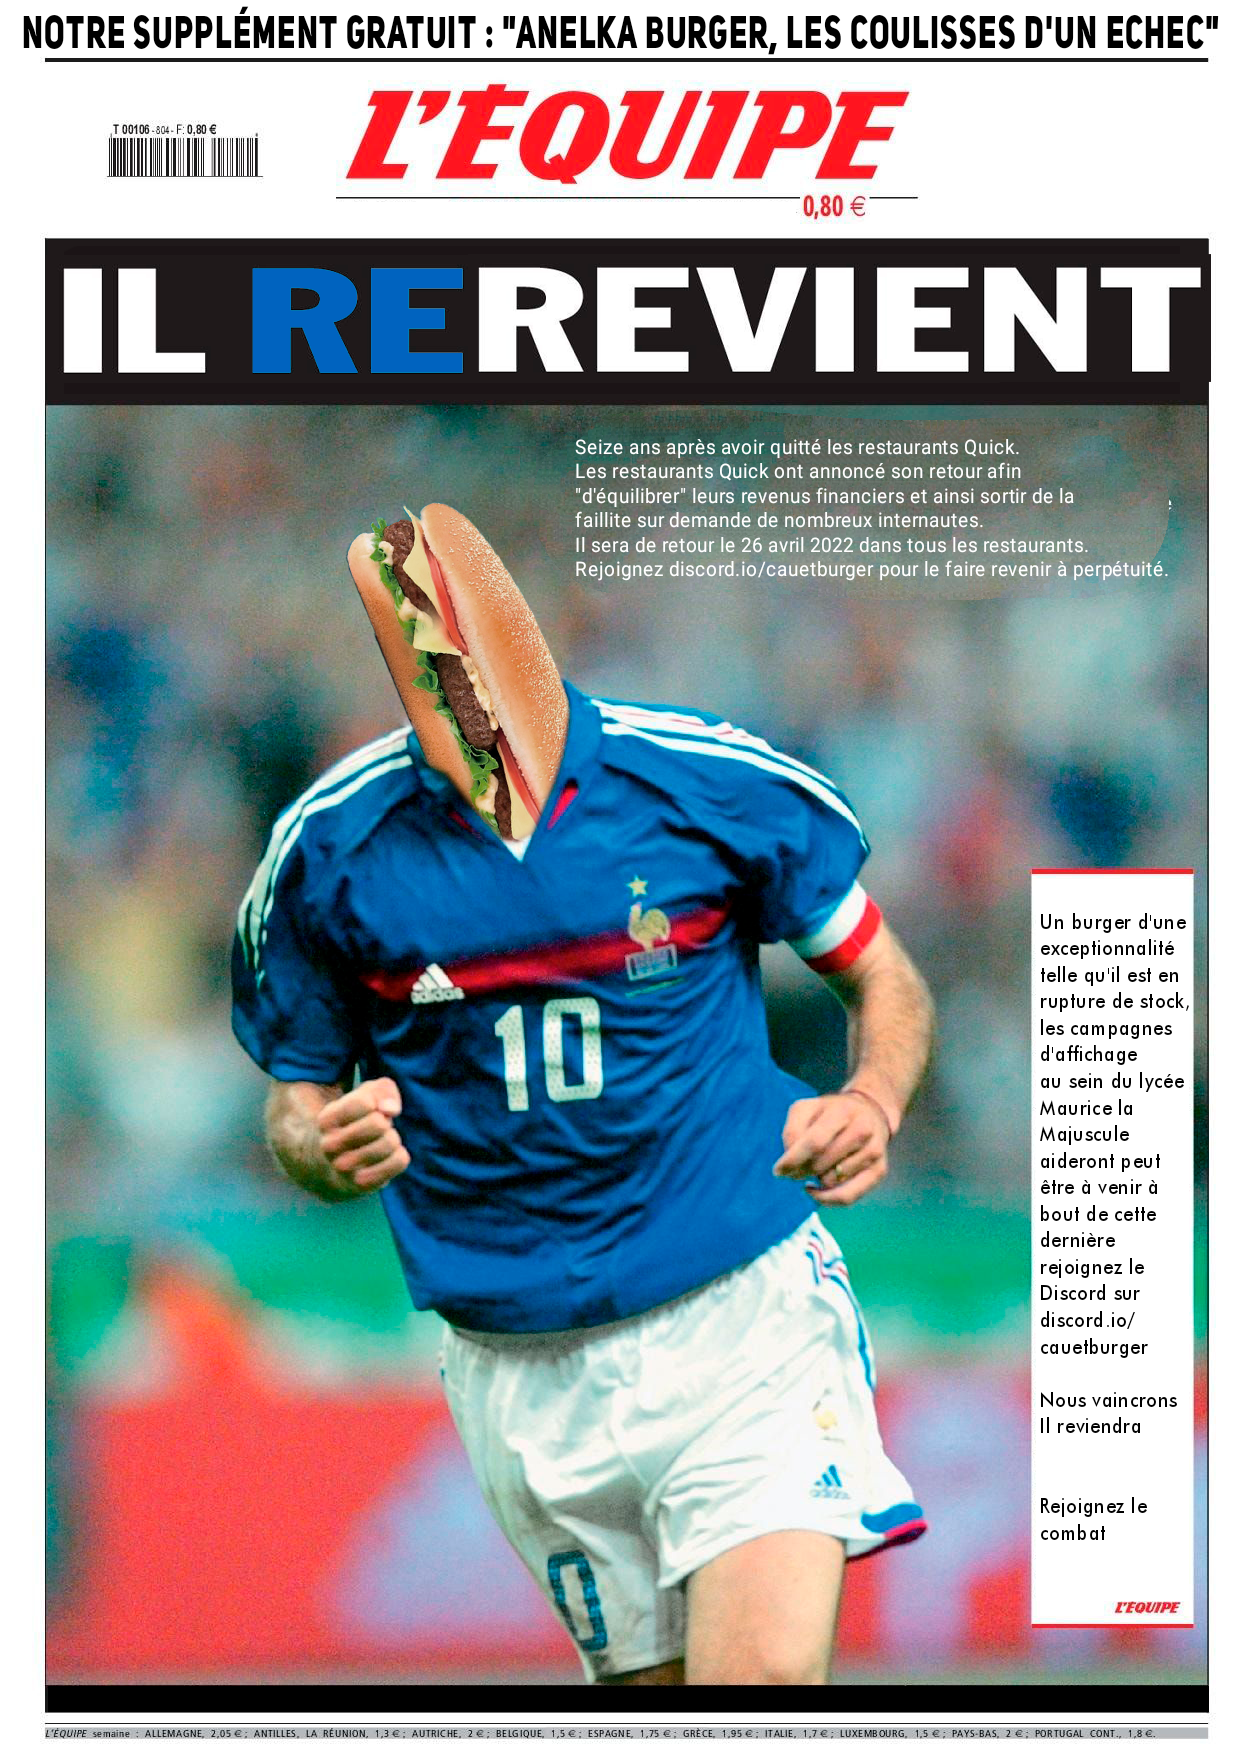 NOTRE SUPPLÉMENT GRATUIT : "ANELKA BURGER, LES COULISSES D'UN ECHEC"
T 00106 - 804 - F: 0,80 €
L'ÉQUIPE
0,80 €
IL REREVIENT
Seize ans après avoir quitté les restaurants Quick.
Les restaurants Quick ont annoncé son retour afin
"d'équilibrer" leurs revenus financiers et ainsi sortir de la
faillite sur demande de nombreux internautes.
Il sera de retour le 26 avril 2022 dans tous les restaurants.
Rejoignez discord.io/cauetburger pour le faire revenir à perpétuité.
adidas
10
Un burger d'une
exceptionnalité
telle qu'il est en
rupture de stock,
les campagnes
d'affichage
au sein du lycée
Maurice la
Majuscule
aideront peut
être à venir à
bout de cette
dernière
rejoignez le
Discord sur
discord.io/
cauetburger
Nous vaincrons
Il reviendra
Rejoignez le
combat
L'ÉQUIPE
adidas
0
L'ÉQUIPE semaine : ALLEMAGNE, 2,05 € ; ANTILLES, LA RÉUNION, 1,3 € ; AUTRICHE, 2 € ; BELGIQUE, 1,5 € ; ESPAGNE, 1,75 € ; GRÈCE, 1,95 € ; ITALIE, 1,7 € ; LUXEMBOURG, 1,5 € ; PAYS-BAS, 2 € ; PORTUGAL CONT., 1,8 €.